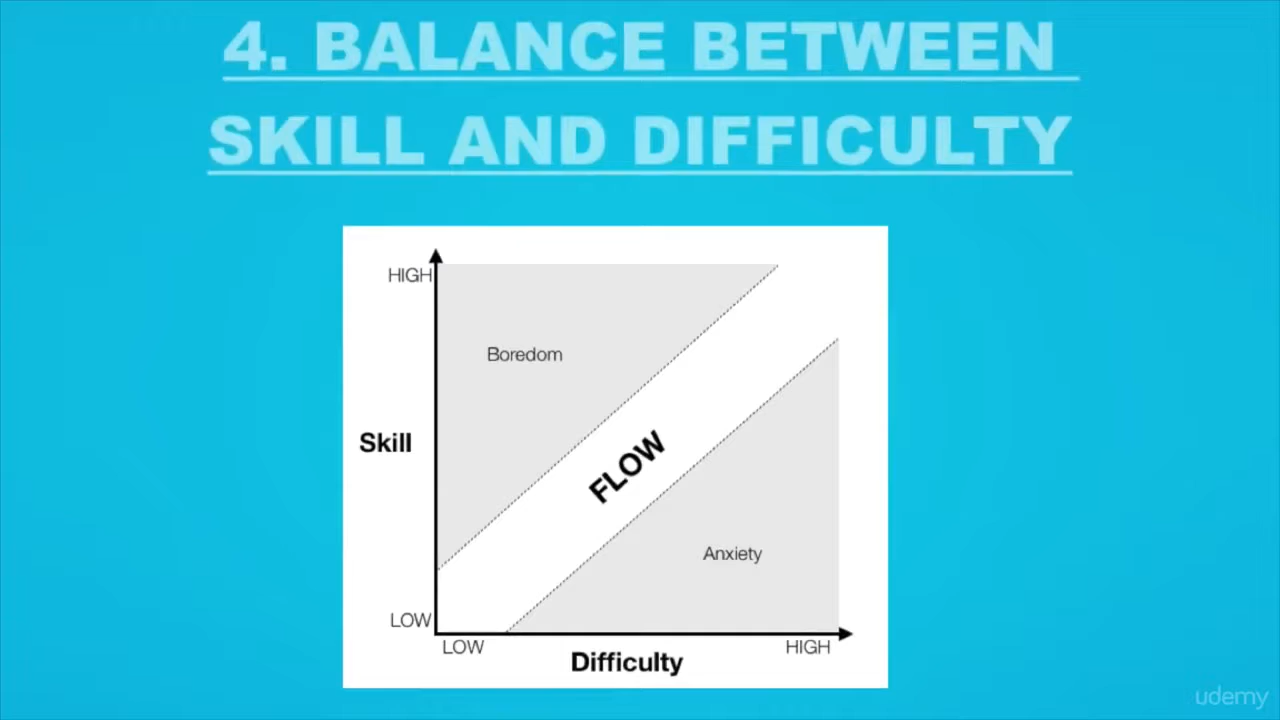 4. BALANCE BETWEEN
SKILL AND DIFFICULTY
HIGH
Boredom
Skill
FLOW
Anxiety
LOW
LOW
HIGH
Difficulty
udemy